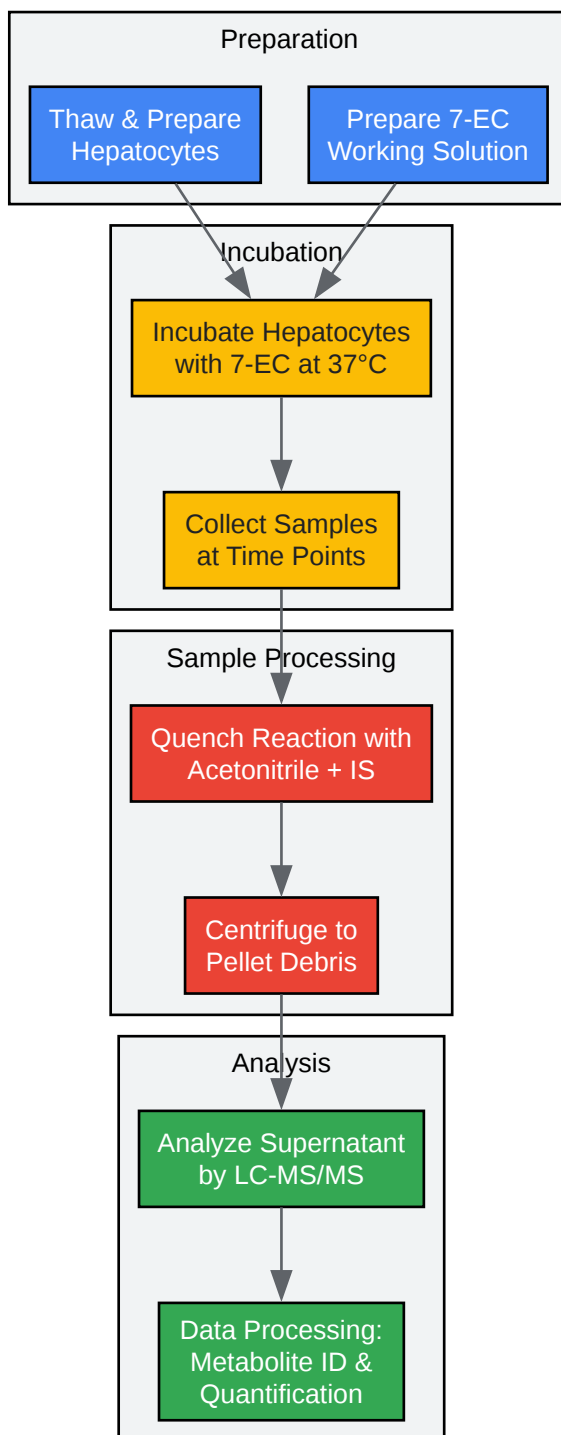 Preparation
Thaw & Prepare
Hepatocytes
Prepare 7-EC
Working Solution
Incubation
Incubate Hepatocytes
with 7-EC at 37°C
Collect Samples
at Time Points
Sample Processing
Quench Reaction with
Acetonitrile + IS
Centrifuge to
Pellet Debris
Analysis
Analyze Supernatant
by LC-MS/MS
Data Processing:
Metabolite ID &
Quantification